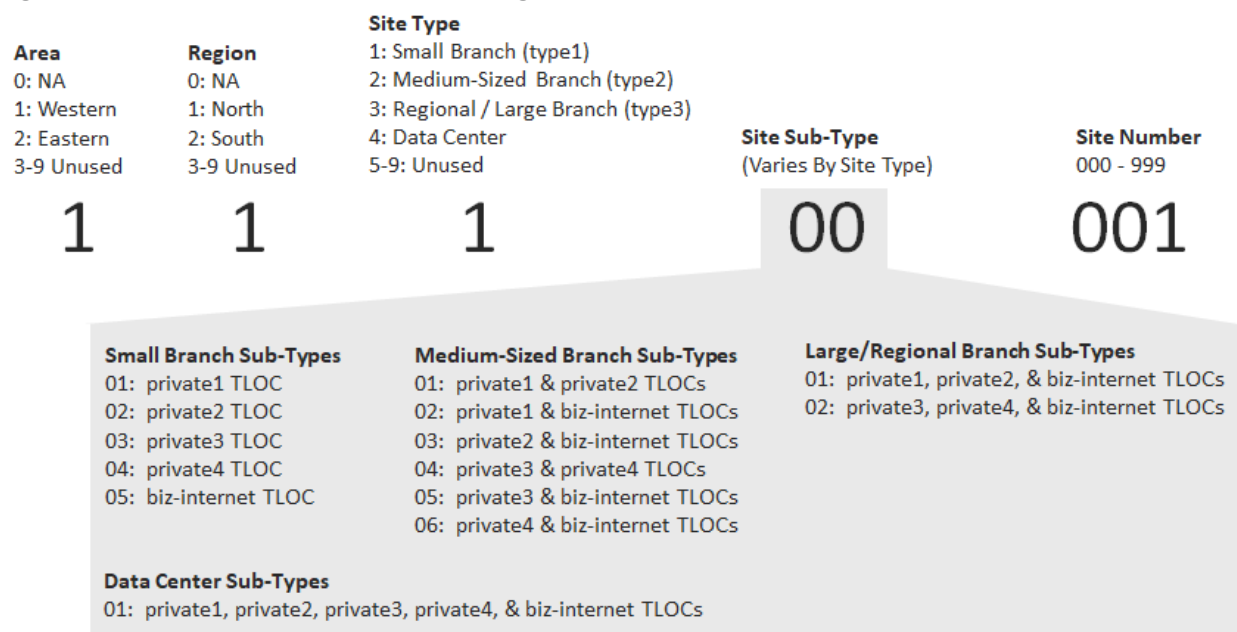 Area
0: NA
1: Western
2: Eastern
3-9 Unused
Region
0: NA
1: North
2: South
3-9 Unused
Site Type
1: Small Branch (type1)
2: Medium-Sized Branch (type2)
3: Regional / Large Branch (type3)
4: Data Center
5-9: Unused
Site Sub-Type
(Varies By Site Type)
Site Number
000 - 999
1 1 1 00 001
Small Branch Sub-Types
01: private1 TLOC
02: private2 TLOC
03: private3 TLOC
04: private4 TLOC
05: biz-internet TLOC
Medium-Sized Branch Sub-Types
01: private1 & private2 TLOCs
02: private1 & biz-internet TLOCs
03: private2 & biz-internet TLOCs
04: private3 & private4 TLOCs
05: private3 & biz-internet TLOCs
06: private4 & biz-internet TLOCs
Large/Regional Branch Sub-Types
01: private1, private2, & biz-internet TLOCs
02: private3, private4, & biz-internet TLOCs
Data Center Sub-Types
01: private1, private2, private3, private4, & biz-internet TLOCs